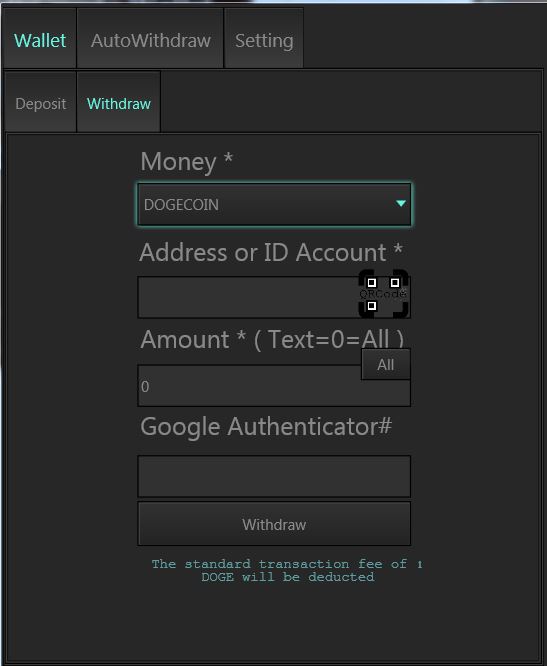 Wallet AutoWithdraw Setting
Deposit Withdraw
Money *
DOGECOIN
Address or ID Account *
QRCode
Amount * ( Text=0=All )
All
0
Google Authenticator#
Withdraw
The standard transaction fee of 1
DOGE will be deducted